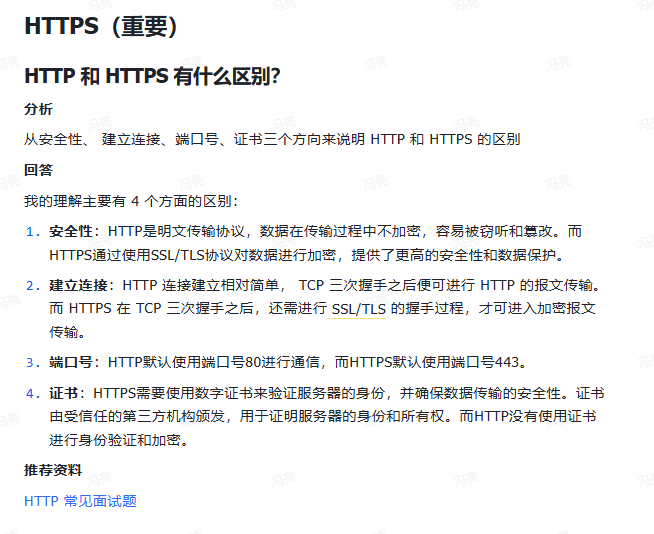 HTTPS（重要）
HTTP 和 HTTPS 有什么区别？
分析
从安全性、 建立连接、端口号、证书三个方向来说明 HTTP 和 HTTPS 的区别
回答
我的理解主要有 4 个方面的区别：
1. 安全性：HTTP是明文传输协议，数据在传输过程中不加密，容易被窃听和篡改。而
HTTPS通过使用SSL/TLS协议对数据进行加密，提供了更高的安全性和数据保护。
2. 建立连接：HTTP 连接建立相对简单， TCP 三次握手之后便可进行 HTTP 的报文传输。
而 HTTPS 在 TCP 三次握手之后，还需进行 SSL/TLS 的握手过程，才可进入加密报文
传输。
3. 端口号：HTTP默认使用端口号80进行通信，而HTTPS默认使用端口号443。
4. 证书：HTTPS需要使用数字证书来验证服务器的身份，并确保数据传输的安全性。证书
由受信任的第三方机构颁发，用于证明服务器的身份和所有权。而HTTP没有使用证书
进行身份验证和加密。
推荐资料
HTTP 常见面试题